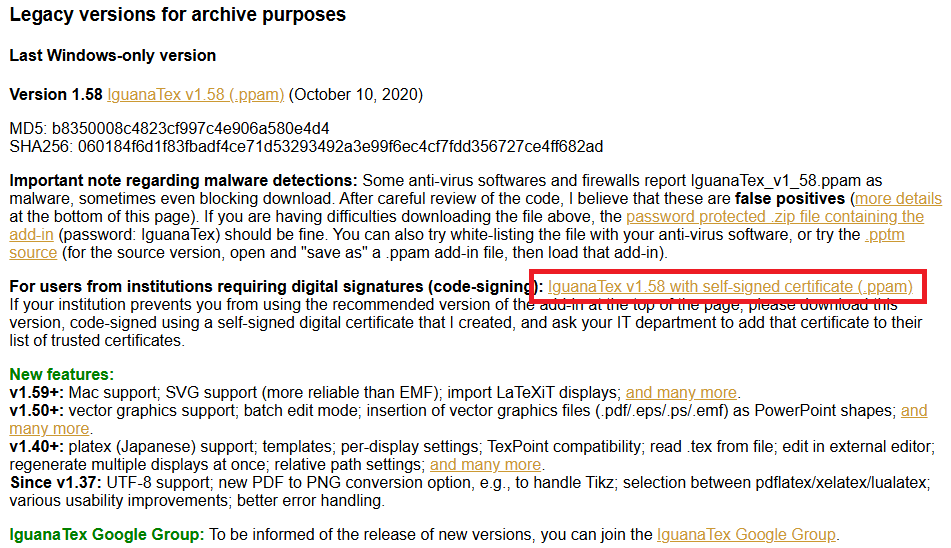 Legacy versions for archive purposes
Last Windows-only version
Version 1.58 IguanaTex v1.58 (.ppam) (October 10, 2020)
MD5: b8350008c4823cf997c4e906a580e4d4
SHA256: 060184f6d1f83fbadf4ce71d53293492a3e99f6ec4cf7fdd356727ce4ff682ad
Important note regarding malware detections: Some anti-virus softwares and firewalls report IguanaTex_v1_58.ppam as
malware, sometimes even blocking download. After careful review of the code, I believe that these are false positives (more details
at the bottom of this page). If you are having difficulties downloading the file above, the password protected .zip file containing the
add-in (password: IguanaTex) should be fine. You can also try white-listing the file with your anti-virus software, or try the .pptm
source (for the source version, open and "save as" a .ppam add-in file, then load that add-in).
For users from institutions requiring digital signatures (code-signing): IguanaTex v1.58 with self-signed certificate (.ppam)
If your institution prevents you from using the recommended version of the add-in at the top of the page, please download this
version, code-signed using a self-signed digital certificate that I created, and ask your IT department to add that certificate to their
list of trusted certificates.
New features:
v1.59+: Mac support; SVG support (more reliable than EMF); import LaTeXiT displays; and many more.
v1.50+: vector graphics support; batch edit mode; insertion of vector graphics files (.pdf/.eps/.ps/.emf) as PowerPoint shapes; and
many more.
v1.40+: platex (Japanese) support; templates; per-display settings; TexPoint compatibility; read .tex from file; edit in external editor;
regenerate multiple displays at once; relative path settings; and many more.
Since v1.37: UTF-8 support; new PDF to PNG conversion option, e.g., to handle Tikz; selection between pdflatex/xelatex/lualatex;
various usability improvements; better error handling.
IguanaTex Google Group: To be informed of the release of new versions, you can join the IguanaTex Google Group.